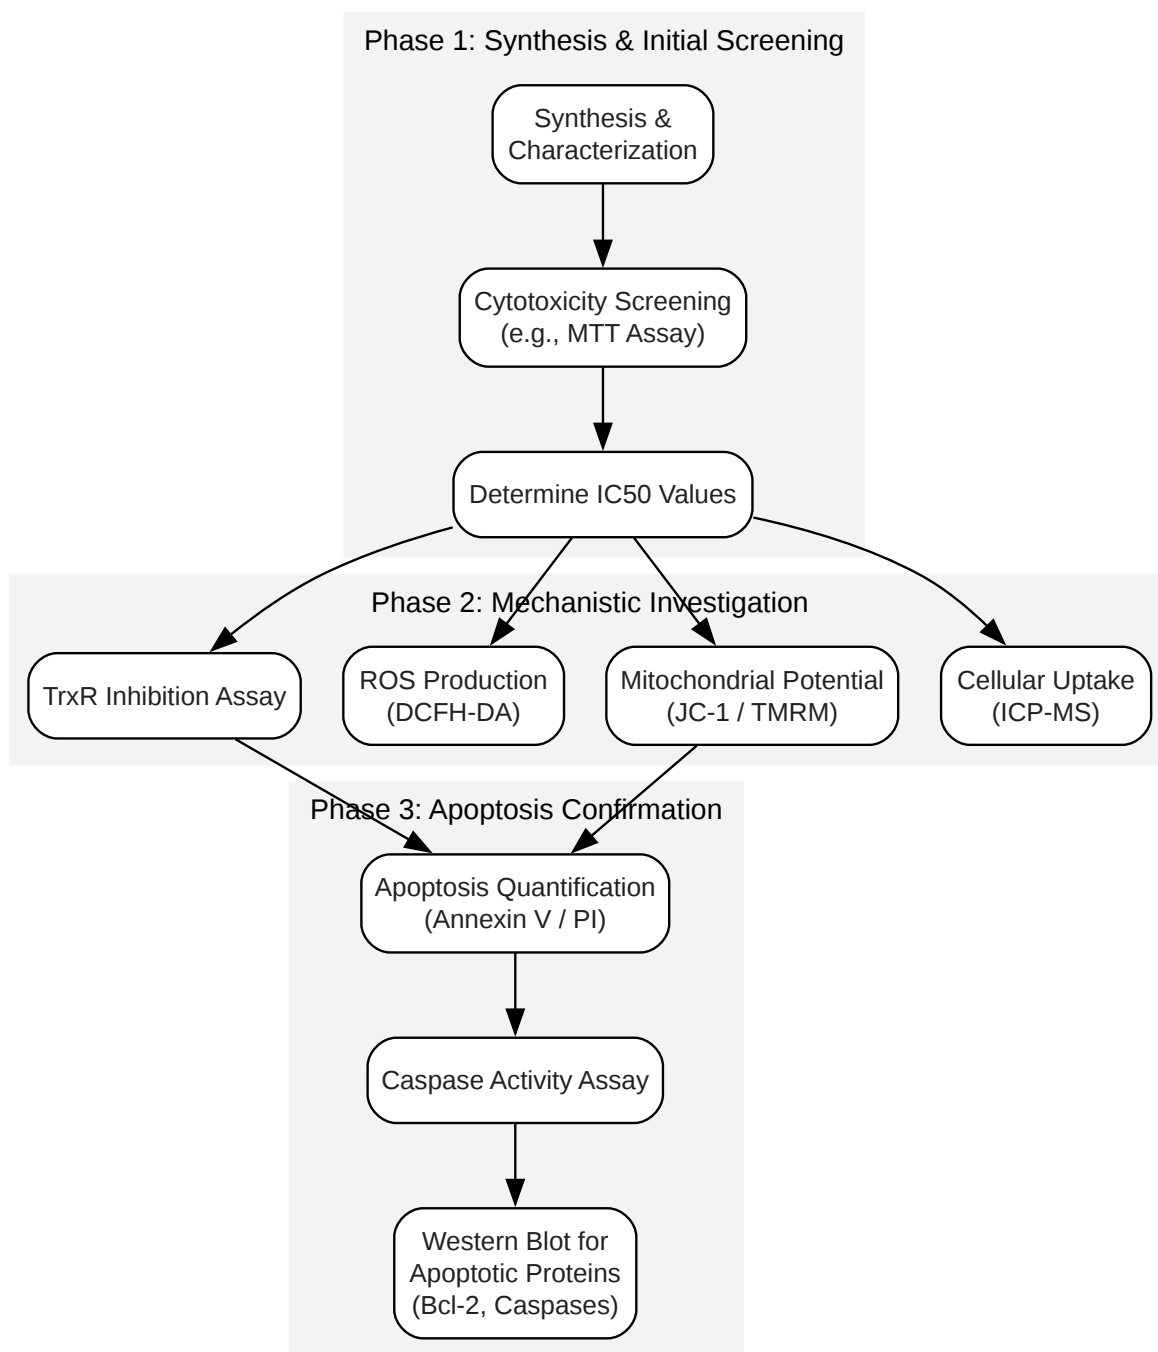 Phase 1: Synthesis & Initial Screening
Synthesis &
Characterization
Cytotoxicity Screening
(e.g., MTT Assay)
Determine IC50 Values
Phase 2: Mechanistic Investigation
TrxR Inhibition Assay
ROS Production
(DCFH-DA)
Mitochondrial Potential
(JC-1 / TMRM)
Cellular Uptake
(ICP-MS)
Phase 3: Apoptosis Confirmation
Apoptosis Quantification
(Annexin V / PI)
Caspase Activity Assay
Western Blot for
Apoptotic Proteins
(Bcl-2, Caspases)